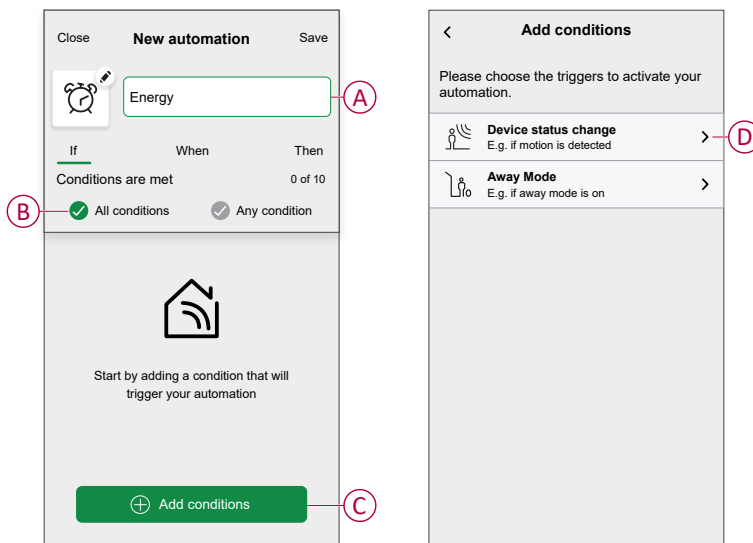 Close New automation Save
Energy
A
If When Then
Conditions are met 0 of 10
B
All conditions Any condition
Start by adding a condition that will
trigger your automation
Add conditions
C
Add conditions
Please choose the triggers to activate your
automation.
Device status change
E.g. if motion is detected
D
Away Mode
E.g. if away mode is on